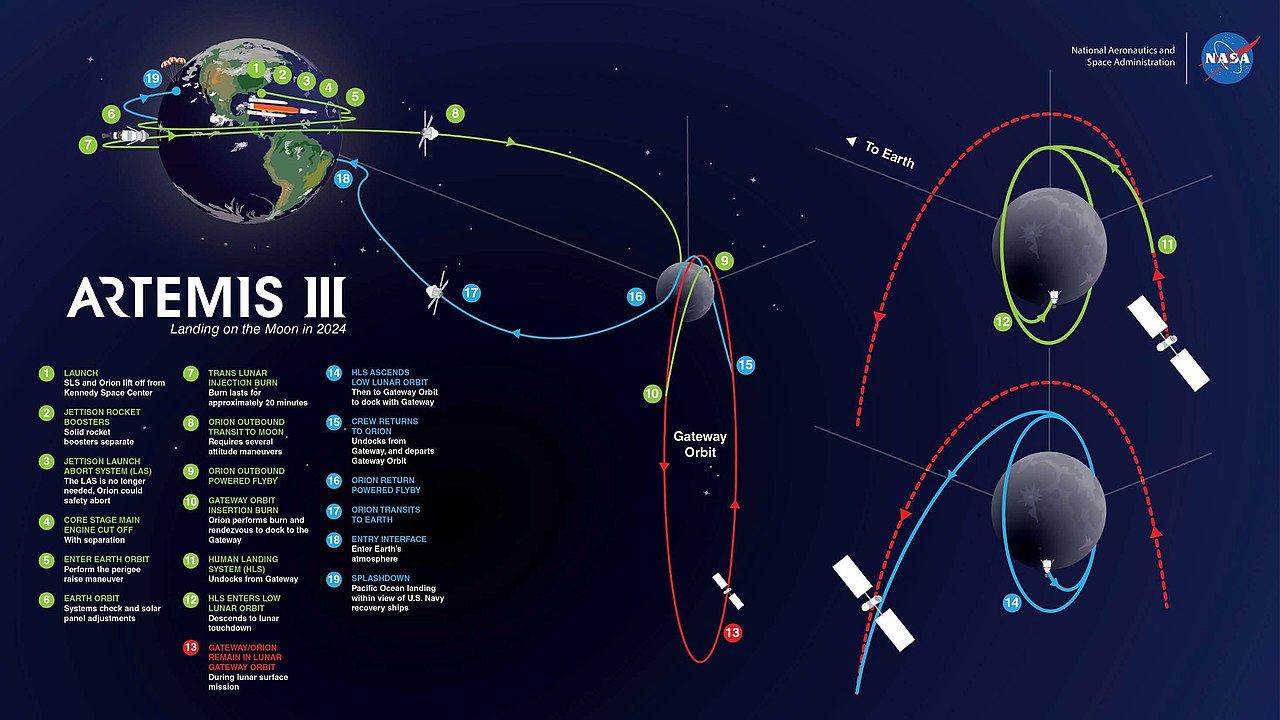 National Aeronautics and
Space Administration
NASA
1
2
3
4
5
6
7
8
9
10
11
12
13
14
15
16
17
18
19
To Earth
Gateway
Orbit
ARTEMIS III
Landing on the Moon in 2024
1 LAUNCH
SLS and Orion lift off from
Kennedy Space Center
2 JETTISON ROCKET
BOOSTERS
Solid rocket
boosters separate
3 JETTISON LAUNCH
ABORT SYSTEM (LAS)
The LAS is no longer
needed, Orion could
safety abort
4 CORE STAGE MAIN
ENGINE CUT OFF
With separation
5 ENTER EARTH ORBIT
Perform the perigee
raise maneuver
6 EARTH ORBIT
Systems check and solar
panel adjustments
7 TRANS LUNAR
INJECTION BURN
Burn lasts for
approximately 20 minutes
8 ORION OUTBOUND
TRANSIT TO MOON
Requires several
attitude maneuvers
9 ORION OUTBOUND
POWERED FLYBY
10 GATEWAY ORBIT
INSERTION BURN
Orion performs burn and
rendezvous to dock to the
Gateway
11 HUMAN LANDING
SYSTEM (HLS)
Undocks from Gateway
12 HLS ENTERS LOW
LUNAR ORBIT
Descends to lunar
touchdown
13 GATEWAY/ORION
REMAIN IN LUNAR
GATEWAY ORBIT
During lunar surface
mission
14 HLS ASCENDS
LOW LUNAR ORBIT
Then to Gateway Orbit
to dock with Gateway
15 CREW RETURNS
TO ORION
Undocks from
Gateway, and departs
Gateway Orbit
16 ORION RETURN
POWERED FLYBY
17 ORION TRANSITS
TO EARTH
18 ENTRY INTERFACE
Enter Earth's
atmosphere
19 SPLASHDOWN
Pacific Ocean landing
within view of U.S. Navy
recovery ships
11
12
14